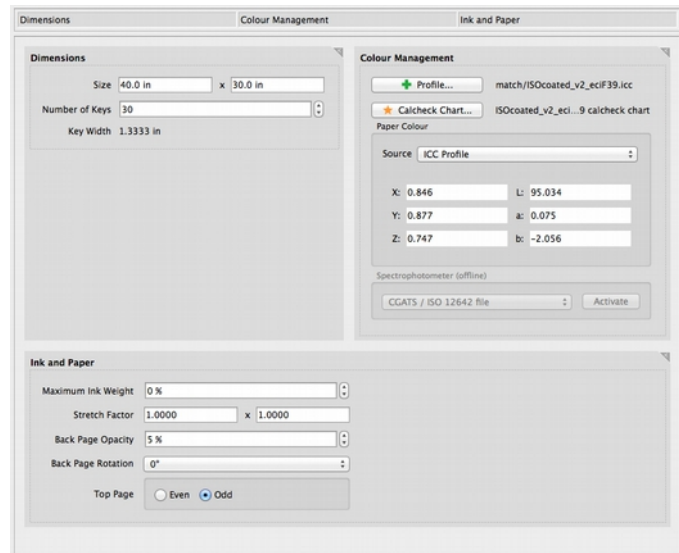 Dimensions Colour Management Ink and Paper
Dimensions
Size 40.0 in x 30.0 in
Number of Keys 30
Key Width 1.3333 in
Colour Management
Profile... match/ISOcoated_v2_eciF39.icc
Calcheck Chart... ISOcoated_v2_eci...9 calcheck chart
Paper Colour
Source ICC Profile
X: 0.846 L: 95.034
Y: 0.877 a: 0.075
Z: 0.747 b: -2.056
Spectrophotometer (offline)
CGATS / ISO 12642 file Activate
Ink and Paper
Maximum Ink Weight 0 %
Stretch Factor 1.0000 x 1.0000
Back Page Opacity 5 %
Back Page Rotation 0°
Top Page Even Odd